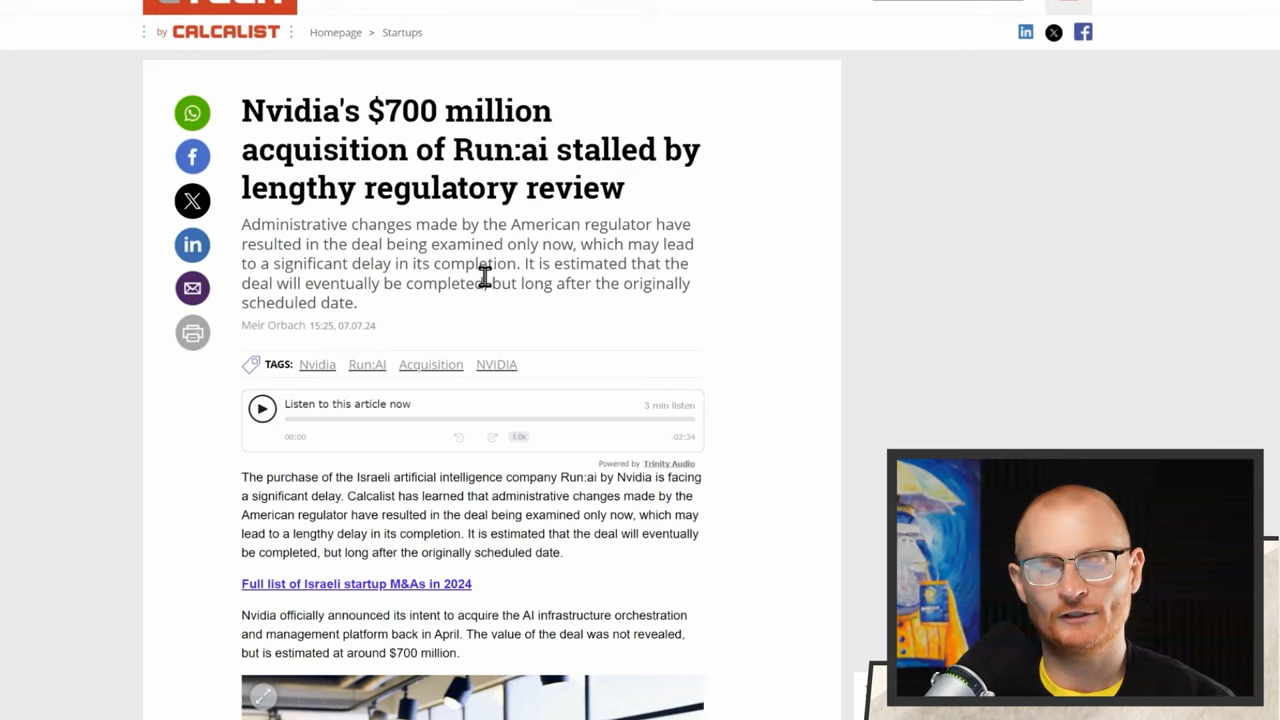 by CALCALIST
Homepage > Startups
Nvidia's $700 million
acquisition of Run:ai stalled by
lengthy regulatory review
Administrative changes made by the American regulator have
resulted in the deal being examined only now, which may lead
to a significant delay in its completion. It is estimated that the
deal will eventually be completed, but long after the originally
scheduled date.
Meir Orbach 15:25, 07.07.24
TAGS: Nvidia Run:AI Acquisition NVIDIA
Listen to this article now
3 min listen
00:00
1.0x
-02:34
Powered by Trinity Audio
The purchase of the Israeli artificial intelligence company Run:ai by Nvidia is facing
a significant delay. Calcalist has learned that administrative changes made by the
American regulator have resulted in the deal being examined only now, which may
lead to a lengthy delay in its completion. It is estimated that the deal will eventually
be completed, but long after the originally scheduled date.
Full list of Israeli startup M&As in 2024
Nvidia officially announced its intent to acquire the AI infrastructure orchestration
and management platform back in April. The value of the deal was not revealed,
but is estimated at around $700 million.